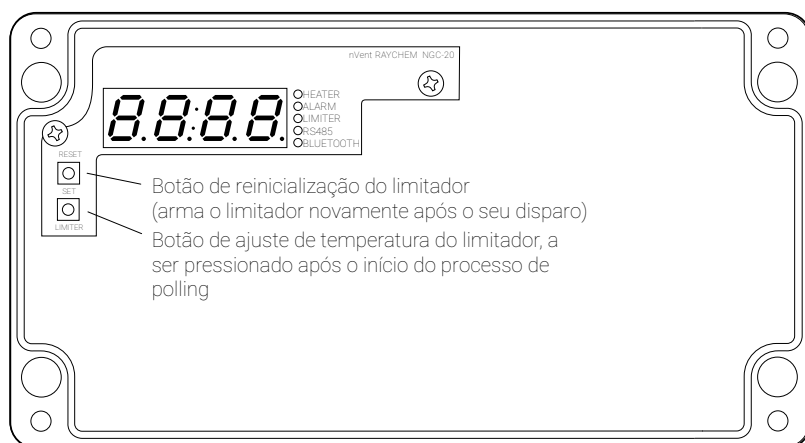 nVent RAYCHEM NGC-20
8.8:8.8.
HEATER
ALARM
LIMITER
RS485
BLUETOOTH
RESET
SET
LIMITER
Botão de reinicialização do limitador
(arma o limitador novamente após o seu disparo)
Botão de ajuste de temperatura do limitador, a
ser pressionado após o início do processo de
polling